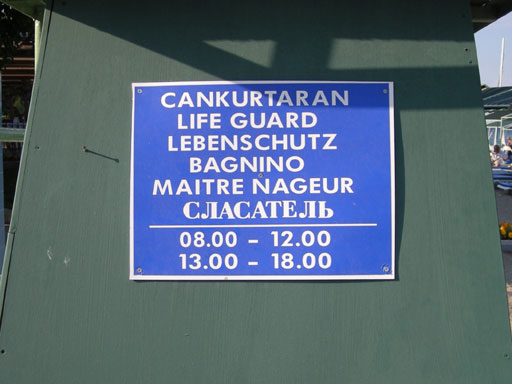 CANKURTARAN
LIFE GUARD
LEBENSCHUTZ
BAGNINO
MAITRE NAGEUR
СЛАСАТЕЛЬ
08.00 - 12.00
13.00 - 18.00